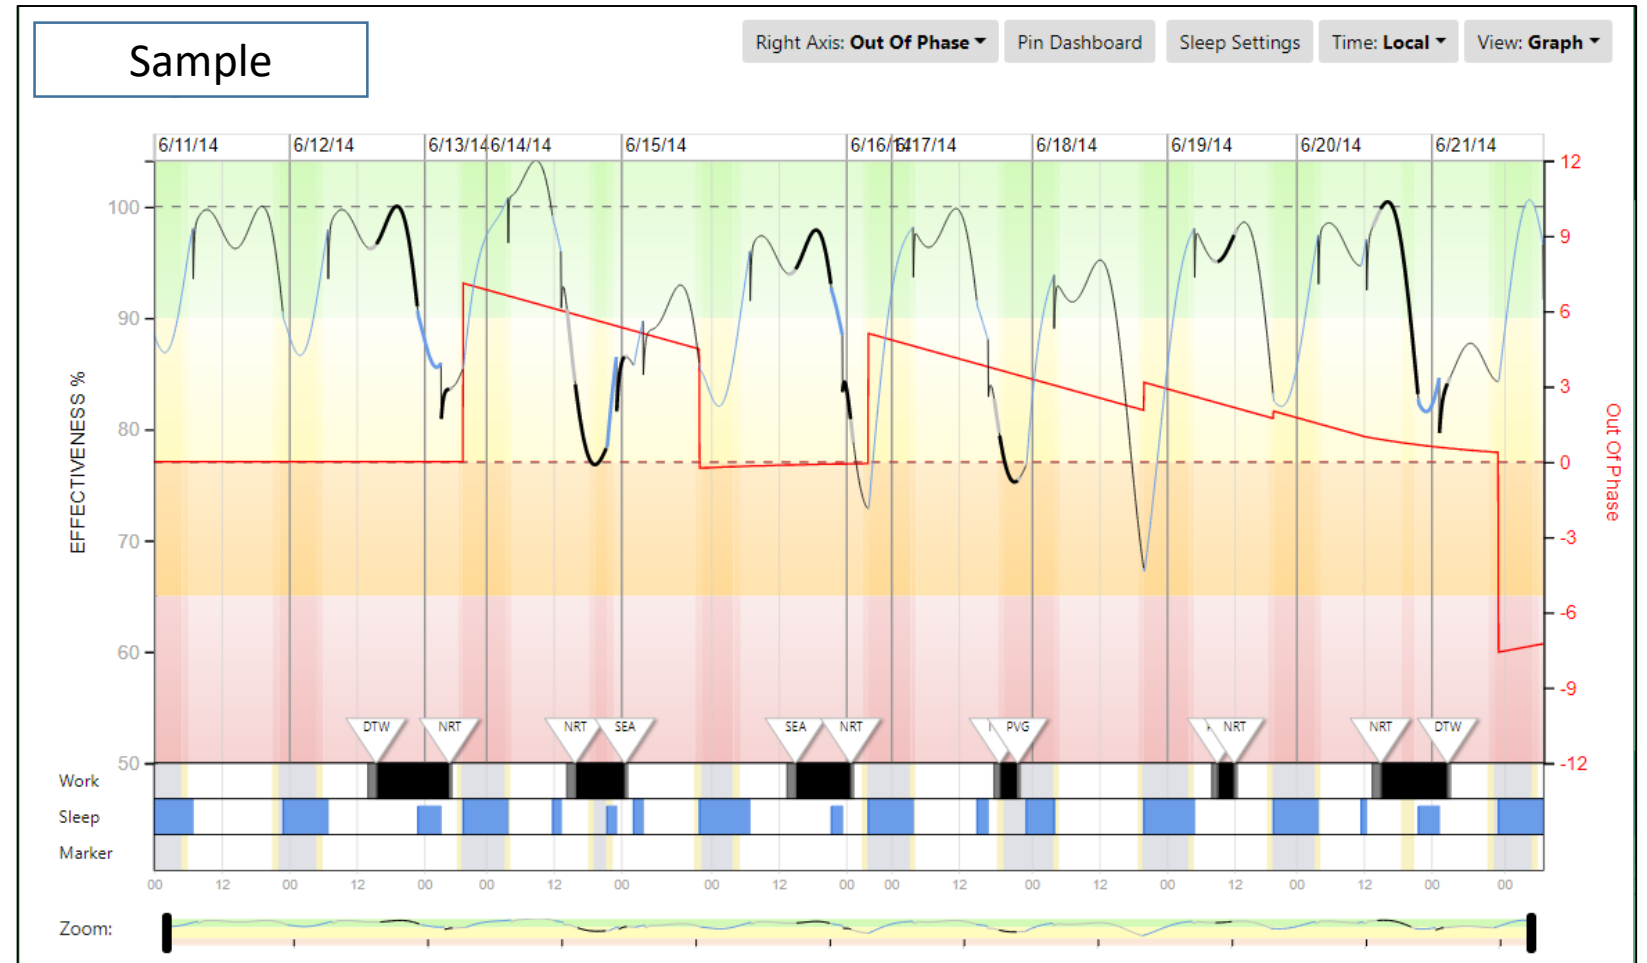 Sample
Right Axis: Out Of Phase
Pin Dashboard
Sleep Settings
Time: Local
View: Graph
6/11/14 6/12/14 6/13/14 6/14/14 6/15/14 6/16/14 6/17/14 6/18/14 6/19/14 6/20/14 6/21/14
100
90
80
70
60
50
EFFECTIVENESS %
12
9
6
3
0
-3
-6
-9
-12
Out Of Phase
DTW NRT NRT SEA SEA NRT PVG NRT NRT DTW
Work
Sleep
Marker
00 12 00 12 00 00 12 00 00 12 00 00 12 00 12 00 12 00 12 00 00
Zoom: